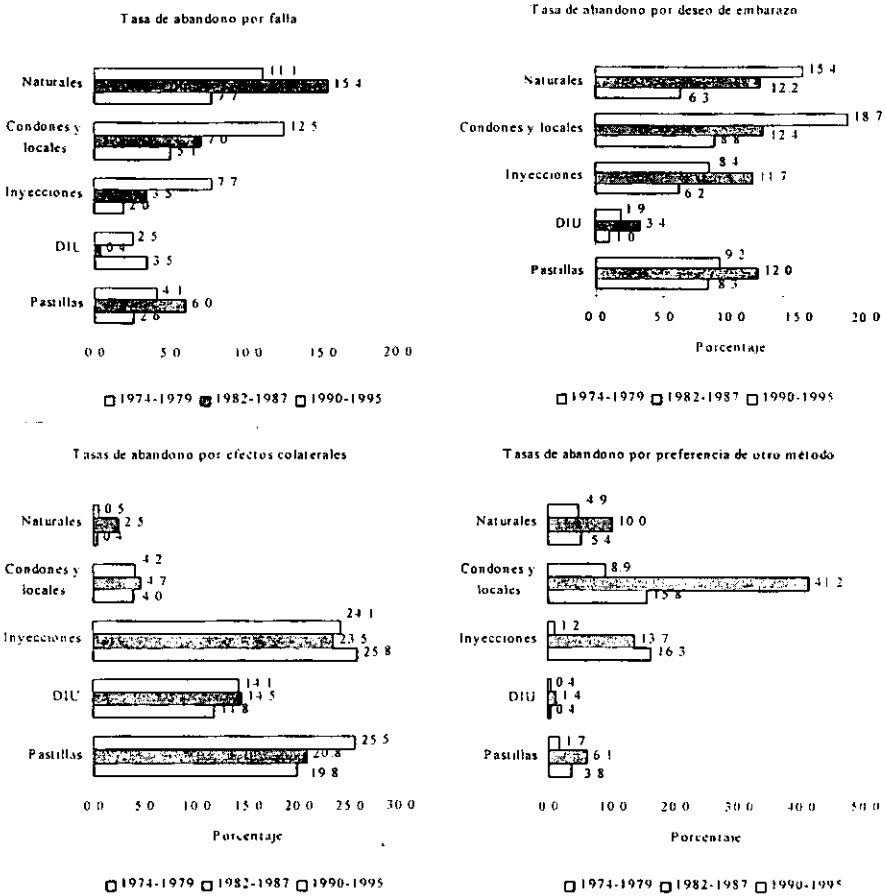 Tasa de abandono por falla
Naturales
11.1
15.4
7.7
Condones y
locales
12.5
7.0
5.1
Inyecciones
7.7
3.5
2.0
DIU
2.5
0.4
3.5
Pastillas
4.1
6.0
2.6
0.0 5.0 10.0 15.0 20.0
1974-1979 1982-1987 1990-1995
Tasa de abandono por deseo de embarazo
Naturales
15.4
12.2
6.3
Condones y locales
18.7
12.4
8.8
Inyecciones
8.4
11.7
6.2
DIU
1.9
3.4
1.0
Pastillas
9.2
12.0
8.3
0.0 5.0 10.0 15.0 20.0
Porcentaje
1974-1979 1982-1987 1990-1995
Tasas de abandono por efectos colaterales
Naturales
0.5
2.5
0.4
Condones y
locales
4.2
4.7
4.0
Inyecciones
24.1
23.5
25.8
DIU
14.1
14.5
11.8
Pastillas
25.5
20.8
19.8
0.0 5.0 10.0 15.0 20.0 25.0 30.0
Porcentaje
1974-1979 1982-1987 1990-1995
Tasas de abandono por preferencia de otro método
Naturales
4.9
10.0
5.4
Condones y
locales
8.9
41.2
15.8
Inyecciones
1.2
13.7
16.3
DIU
0.4
1.4
0.4
Pastillas
1.7
6.1
3.8
0.0 10.0 20.0 30.0 40.0 50.0
Porcentaje
1974-1979 1982-1987 1990-1995